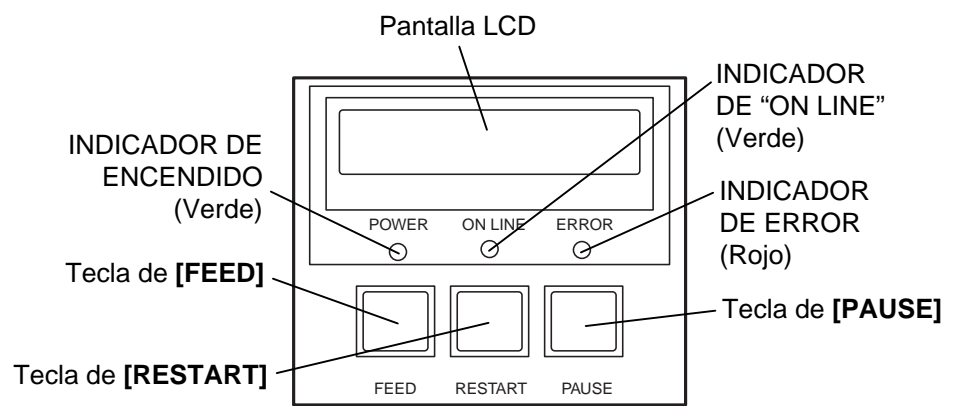 Pantalla LCD
INDICADOR
DE “ON LINE”
(Verde)
INDICADOR DE
ENCENDIDO
(Verde)
INDICADOR
DE ERROR
(Rojo)
POWER
ON LINE
ERROR
Tecla de [FEED]
Tecla de [PAUSE]
Tecla de [RESTART]
FEED
RESTART
PAUSE